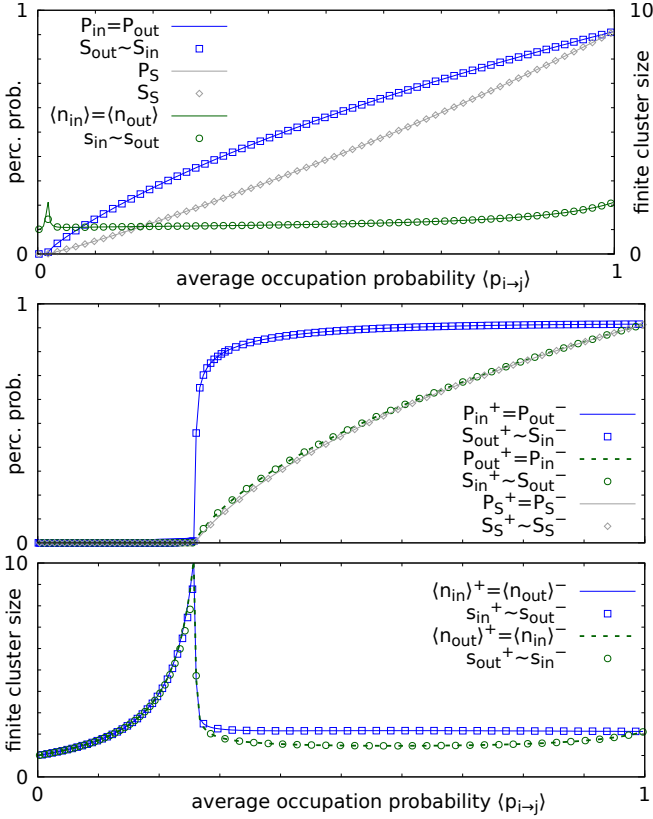 1
10
P_in=P_out
S_out~S_in
P_S
S_S
⟨n_in⟩=⟨n_out⟩
s_in~s_out
perc. prob.
finite cluster size
0
0
0
1
average occupation probability ⟨p_i→j⟩
1
perc. prob.
P_in^+=P_out^-
S_out^+~S_in^-
P_out^+=P_in^-
S_in^+~S_out^-
P_S^+=P_S^-
S_S^+~S_S^-
0
10
finite cluster size
⟨n_in⟩^+=⟨n_out⟩^-
s_in^+~s_out^-
⟨n_out⟩^+=⟨n_in⟩^-
s_out^+~s_in^-
0
0
1
average occupation probability ⟨p_i→j⟩